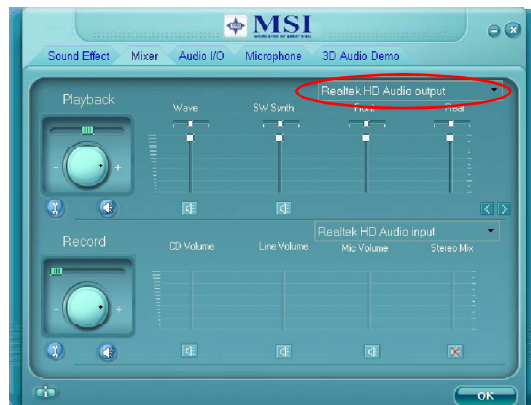 MSI
Sound Effect Mixer Audio I/O Microphone 3D Audio Demo
Realtek HD Audio output
Playback
Wave SW Synth Front Rear
Realtek HD Audio input
Record
CD Volume Line Volume Mic Volume Stereo Mix
OK